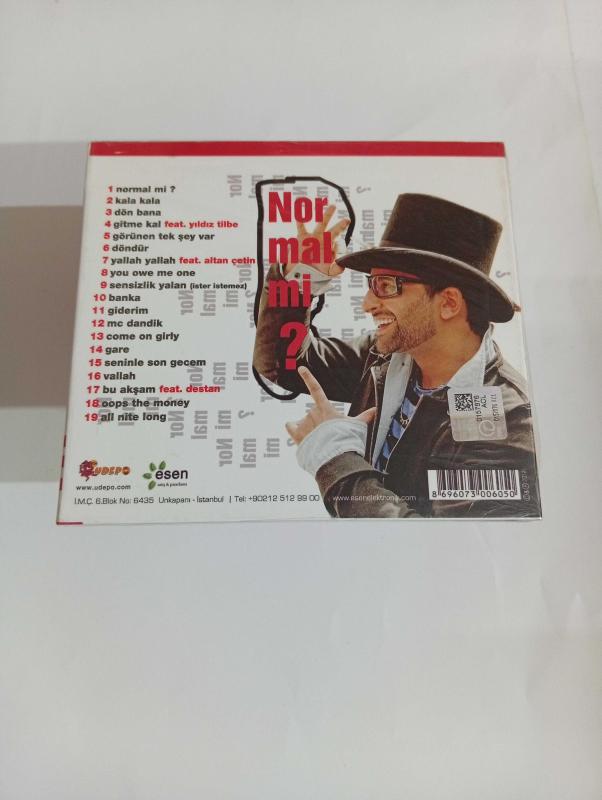 1 normal mi ?
2 kala kala
3 dön bana
4 gitme kal feat. yıldız tilbe
5 görünen tek şey var
6 döndür
7 yallah yallah feat. altan çetin
8 you owe me one
9 sensizlik yalan (ister istemez)
10 banka
11 giderim
12 mc dandik
13 come on girly
14 gare
15 seninle son gecem
16 vallah
17 bu akşam feat. destan
18 oops the money
19 all nite long
Nor
mal
mi
?
UDEPO
www.udepo.com
esen
İ.M.Ç. 6.Blok No: 6435 Unkapanı - İstanbul | Tel: +90212 512 99 00 www.esenelektronik.com
8 696073 006050